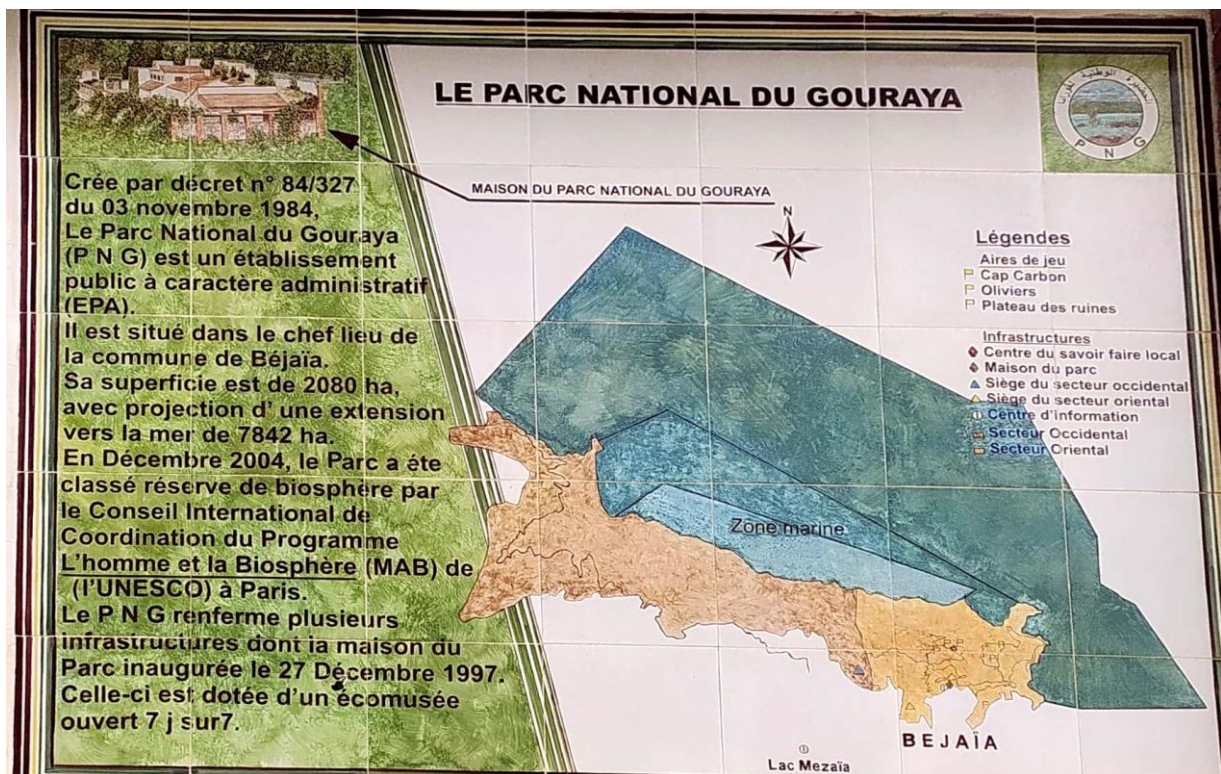 LE PARC NATIONAL DU GOURAYA
P N G
MAISON DU PARC NATIONAL DU GOURAYA
Crée par décret n° 84/327
du 03 novembre 1984,
Le Parc National du Gouraya
(P N G) est un établissement
public à caractère administratif
(EPA).
Il est situé dans le chef lieu de
la commune de Béjaïa.
Sa superficie est de 2080 ha,
avec projection d' une extension
vers la mer de 7842 ha.
En Décembre 2004, le Parc a éte
classé réserve de biosphère par
le Conseil International de
Coordination du Programme
L'homme et la Biosphère (MAB) de
(l'UNESCO) à Paris.
Le P N G renferme plusieurs
infrastructures dont la maison du
Parc inaugurée le 27 Décembre 1997.
Celle-ci est dotée d'un écomusée
ouvert 7 j sur7.
N
Légendes
Aires de jeu
Cap Carbon
Oliviers
Plateau des ruines
Infrastructures
Centre du savoir faire local
Maison du parc
Siège du secteur occidental
Siège du secteur oriental
Centre d'information
Secteur Occidental
Secteur Oriental
Zone marine
BEJAÏA
Lac Mezaïa